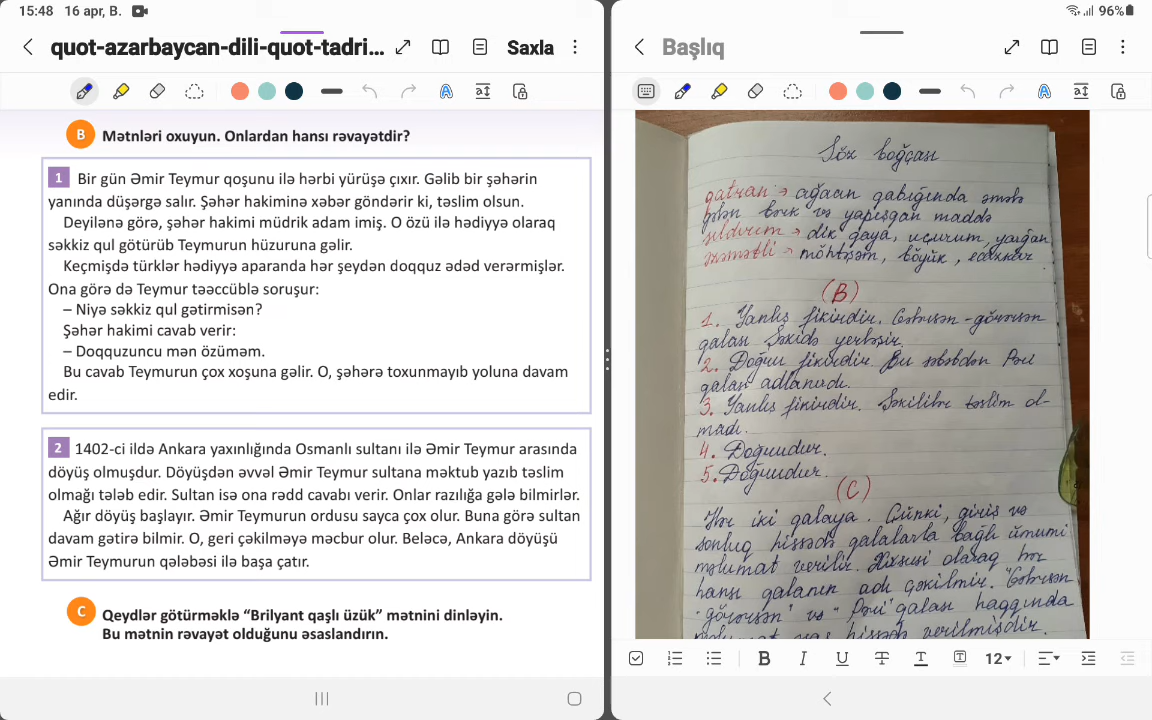 15:48 16 apr, B.
96%
quot-azarbaycan-dili-quot-tadri...
Saxla
Başlıq
B
Mətnləri oxuyun. Onlardan hansı rəvayətdir?
1 Bir gün Əmir Teymur qoşunu ilə hərbi yürüşə çıxır. Gəlib bir şəhərin
yanında düşərgə salır. Şəhər hakiminə xəbər göndərir ki, təslim olsun.
Deyilənə görə, şəhər hakimi müdrik adam imiş. O özü ilə hədiyyə olaraq
səkkiz qul götürüb Teymurun hüzuruna gəlir.
Keçmişdə türklər hədiyyə aparanda hər şeydən doqquz ədəd verərmişlər.
Ona görə də Teymur təəccüblə soruşur:
– Niyə səkkiz qul gətirmisən?
Şəhər hakimi cavab verir:
– Doqquzuncu mən özüməm.
Bu cavab Teymurun çox xoşuna gəlir. O, şəhərə toxunmayıb yoluna davam
edir.
2 1402-ci ildə Ankara yaxınlığında Osmanlı sultanı ilə Əmir Teymur arasında
döyüş olmuşdur. Döyüşdən əvvəl Əmir Teymur sultana məktub yazıb təslim
olmağı tələb edir. Sultan isə ona rədd cavabı verir. Onlar razılığa gələ bilmirlər.
Ağır döyüş başlayır. Əmir Teymurun ordusu sayca çox olur. Buna görə sultan
davam gətirə bilmir. O, geri çəkilməyə məcbur olur. Beləcə, Ankara döyüşü
Əmir Teymurun qələbəsi ilə başa çatır.
C
Qeydlər götürməklə “Brilyant qaşlı üzük” mətnini dinləyin.
Bu mətnin rəvayət olduğunu əsaslandırın.
Söz boğçası
qatran → ağacın qabığında əmələ
gələn bərk və yapışqan maddə
sıldırım → dik qaya, uçurum, yarğan
əzəmətli → möhtəşəm, böyük, ecazkar
(B)
1. Yanlış fikirdir. Gələrsən-görərsən
qalası Şəkidə yerləşir.
2. Doğru fikirdir. Bu səbəbdən Pəri
qalası adlanırdı.
3. Yanlış fikirdir. Şəkililər təslim ol-
madı.
4. Doğrudur.
5. Doğrudur.
(C)
Hər iki qalaya. Çünki, giriş və
sonluq hissədə qalalarla bağlı ümumi
məlumat verilir. Xüsusi olaraq hər
hansı qalanın adı çəkilmir. "Gələrsən
-görərsən" və "Pəri" qalası haqqında
hissədə verilmişdir.
B I U T T 12